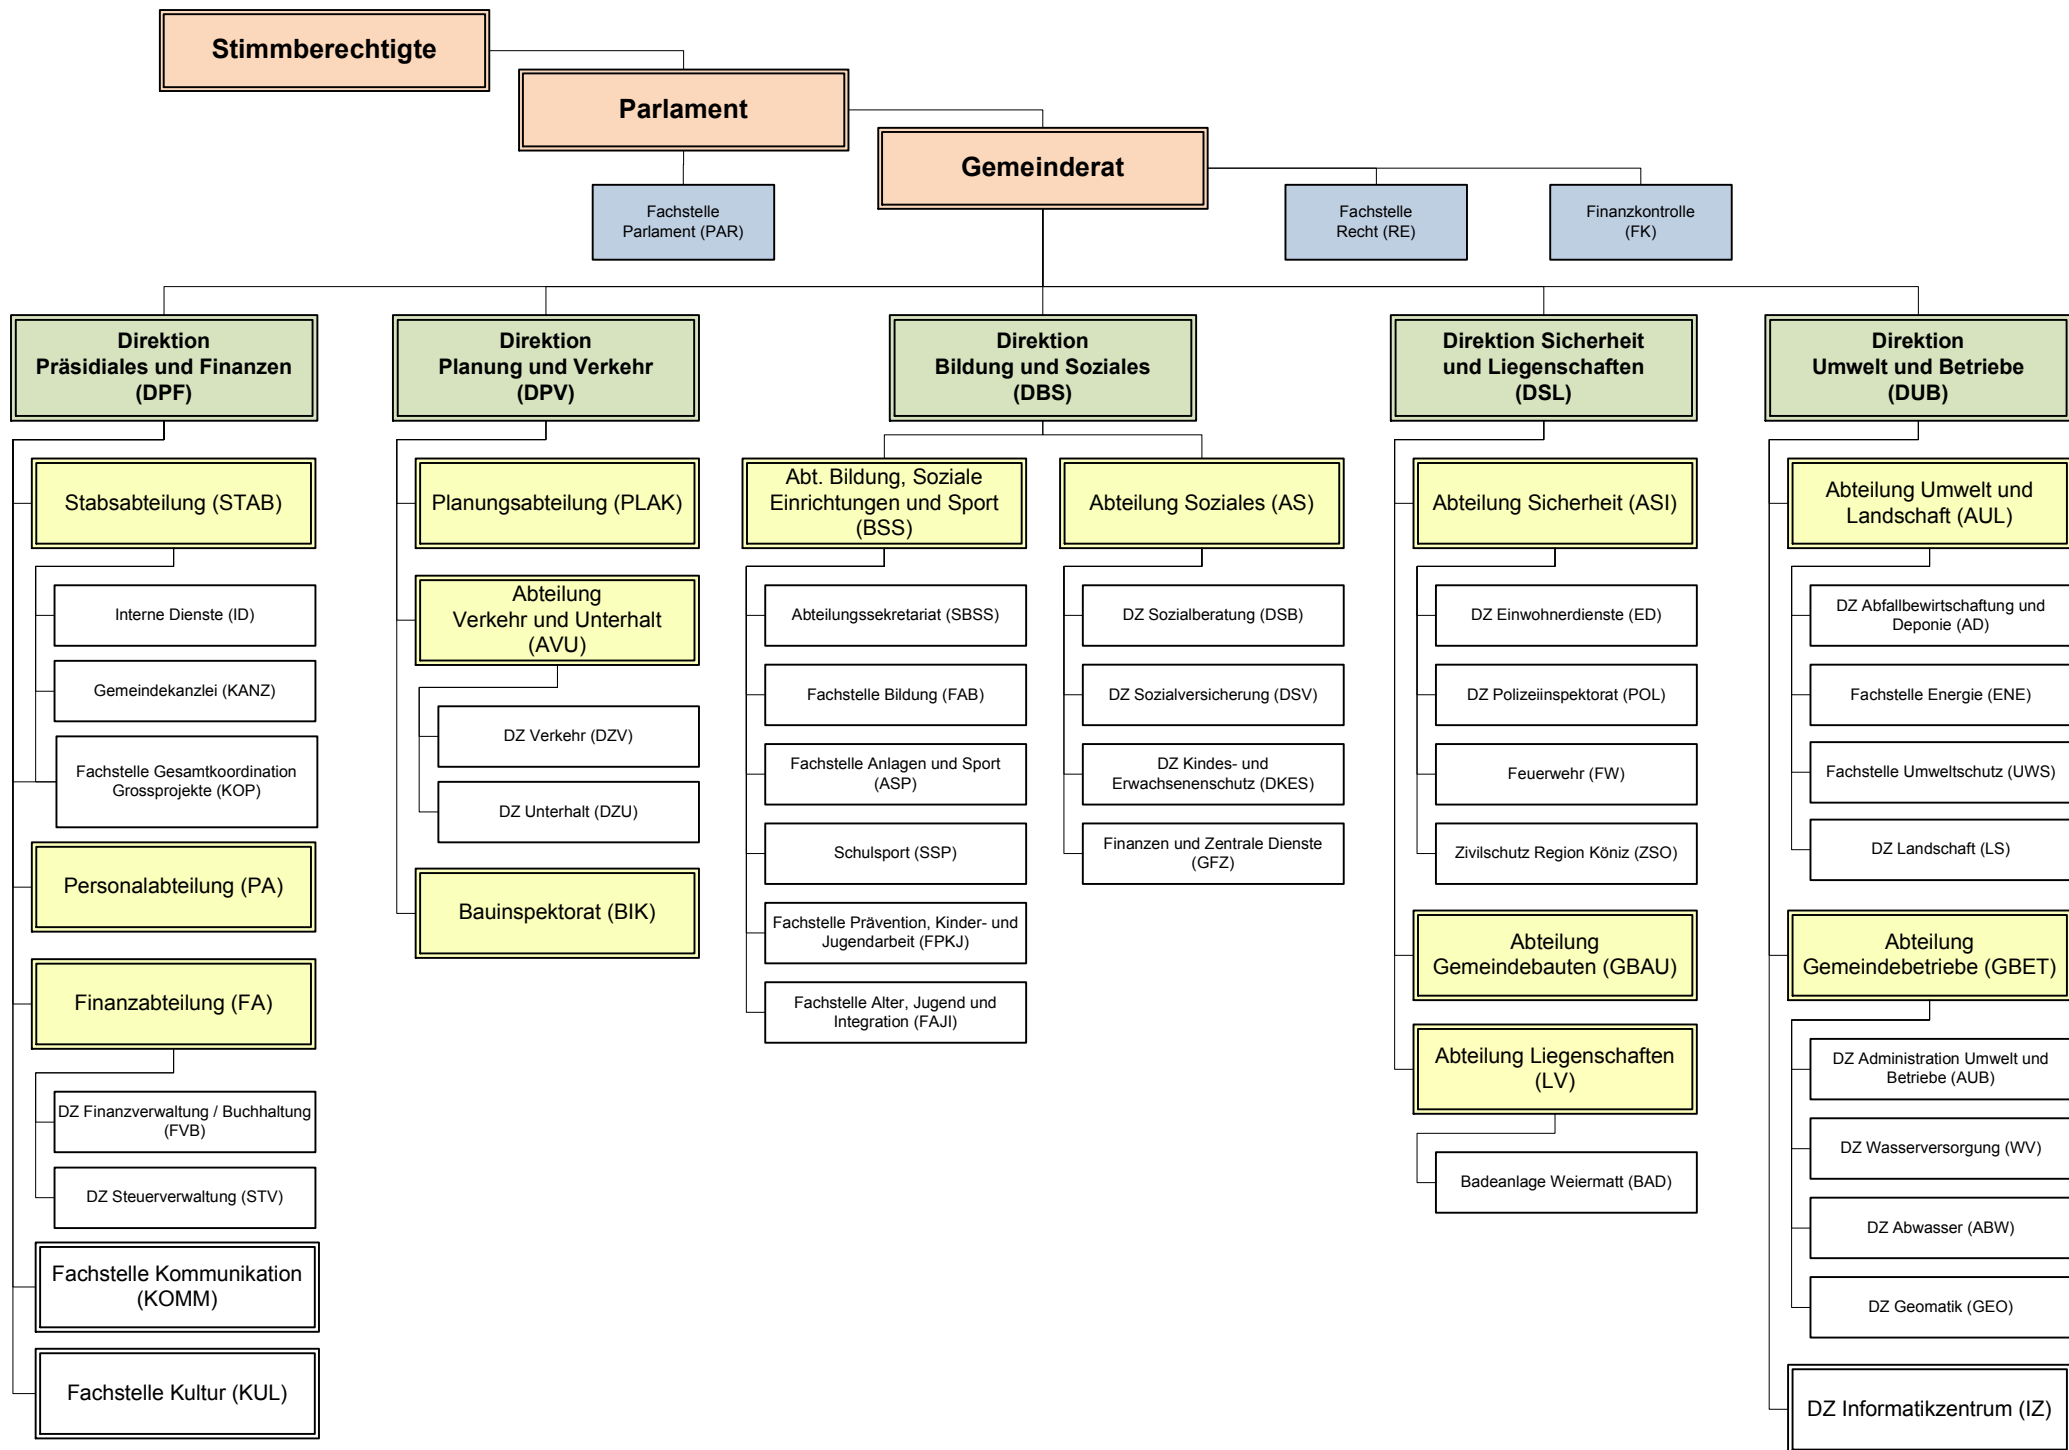 Stimmberechtigte
Parlament
Gemeinderat
Fachstelle
Parlament (PAR)
Fachstelle
Recht (RE)
Finanzkontrolle
(FK)
Direktion
Präsidiales und Finanzen
(DPF)
Stabsabteilung (STAB)
Interne Dienste (ID)
Gemeindekanzlei (KANZ)
Fachstelle Gesamtkoordination
Grossprojekte (KOP)
Personalabteilung (PA)
Finanzabteilung (FA)
DZ Finanzverwaltung / Buchhaltung
(FVB)
DZ Steuerverwaltung (STV)
Fachstelle Kommunikation
(KOMM)
Fachstelle Kultur (KUL)
Direktion
Planung und Verkehr
(DPV)
Planungsabteilung (PLAK)
Abteilung
Verkehr und Unterhalt
(AVU)
DZ Verkehr (DZV)
DZ Unterhalt (DZU)
Bauinspektorat (BIK)
Direktion
Bildung und Soziales
(DBS)
Abt. Bildung, Soziale
Einrichtungen und Sport
(BSS)
Abteilungssekretariat (SBSS)
Fachstelle Bildung (FAB)
Fachstelle Anlagen und Sport
(ASP)
Schulsport (SSP)
Fachstelle Prävention, Kinder- und
Jugendarbeit (FPKJ)
Fachstelle Alter, Jugend und
Integration (FAJI)
Abteilung Soziales (AS)
DZ Sozialberatung (DSB)
DZ Sozialversicherung (DSV)
DZ Kindes- und
Erwachsenenschutz (DKES)
Finanzen und Zentrale Dienste
(GFZ)
Direktion Sicherheit
und Liegenschaften
(DSL)
Abteilung Sicherheit (ASI)
DZ Einwohnerdienste (ED)
DZ Polizeiinspektorat (POL)
Feuerwehr (FW)
Zivilschutz Region Köniz (ZSO)
Abteilung
Gemeindebauten (GBAU)
Abteilung Liegenschaften
(LV)
Badeanlage Weiermatt (BAD)
Direktion
Umwelt und Betriebe
(DUB)
Abteilung Umwelt und
Landschaft (AUL)
DZ Abfallbewirtschaftung und
Deponie (AD)
Fachstelle Energie (ENE)
Fachstelle Umweltschutz (UWS)
DZ Landschaft (LS)
Abteilung
Gemeindebetriebe (GBET)
DZ Administration Umwelt und
Betriebe (AUB)
DZ Wasserversorgung (WV)
DZ Abwasser (ABW)
DZ Geomatik (GEO)
DZ Informatikzentrum (IZ)